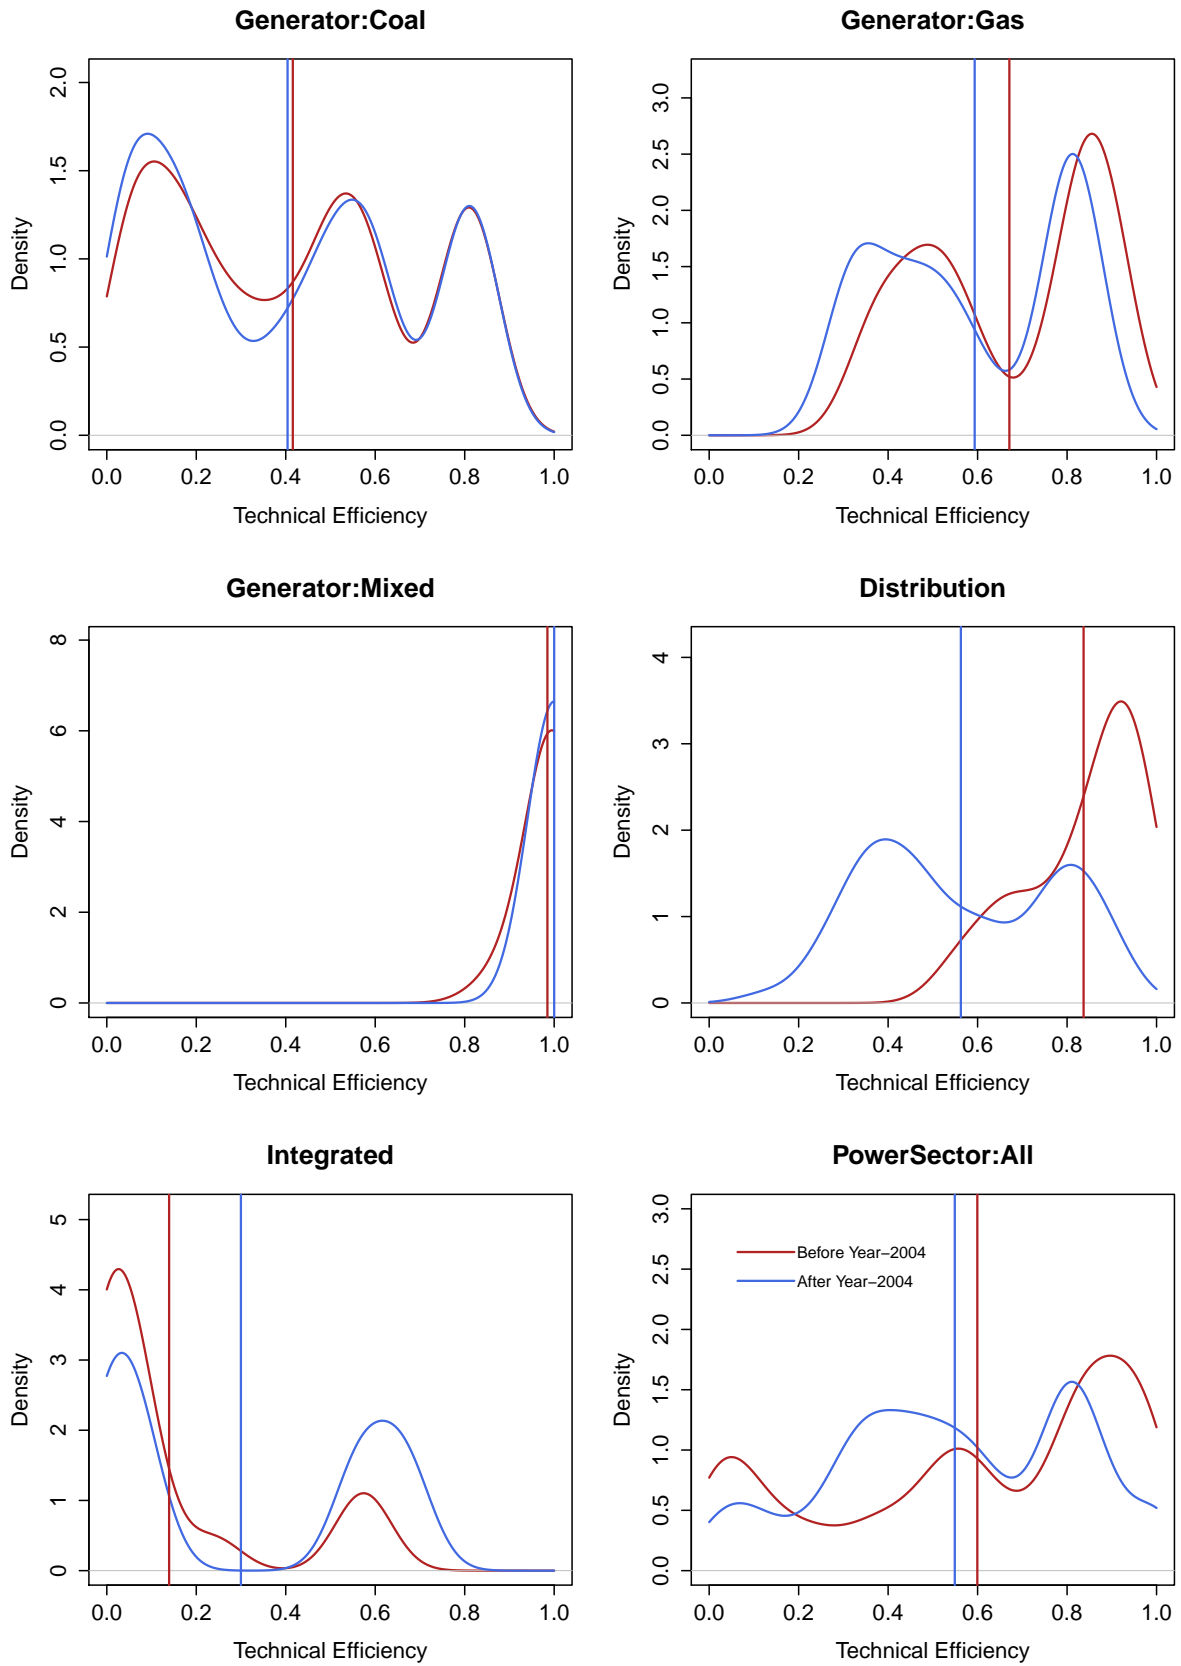 Generator:Coal
Density
0.0 0.5 1.0 1.5 2.0
0.0 0.2 0.4 0.6 0.8 1.0
Technical Efficiency
Generator:Gas
Density
0.0 0.5 1.0 1.5 2.0 2.5 3.0
0.0 0.2 0.4 0.6 0.8 1.0
Technical Efficiency
Generator:Mixed
Density
0 2 4 6 8
0.0 0.2 0.4 0.6 0.8 1.0
Technical Efficiency
Distribution
Density
0 1 2 3 4
0.0 0.2 0.4 0.6 0.8 1.0
Technical Efficiency
Integrated
Density
0 1 2 3 4 5
0.0 0.2 0.4 0.6 0.8 1.0
Technical Efficiency
PowerSector:All
Density
0.0 0.5 1.0 1.5 2.0 2.5 3.0
Before Year−2004
After Year−2004
0.0 0.2 0.4 0.6 0.8 1.0
Technical Efficiency